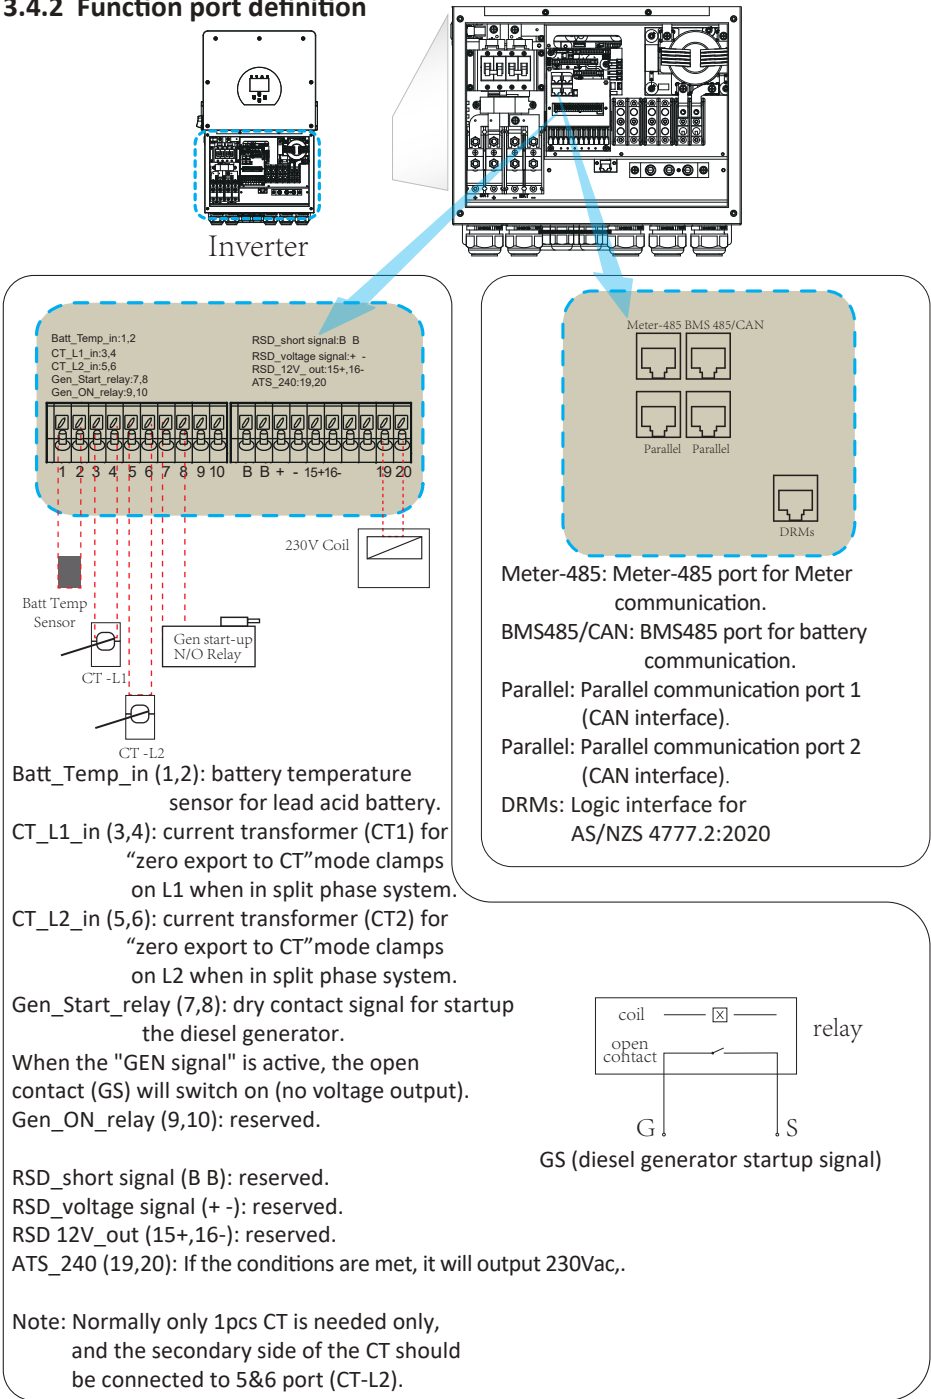 3.4.2 Function port definition
Inverter
Batt_Temp_in:1,2
CT_L1_in:3,4
CT_L2_in:5,6
Gen_Start_relay:7,8
Gen_ON_relay:9,10
RSD_short signal:B B
RSD_voltage signal:+ -
RSD_12V_ out:15+,16-
ATS_240:19,20
1 2 3 4 5 6 7 8 9 10 B B + - 15+16- 19 20
230V Coil
Batt Temp
Sensor
Gen start-up
N/O Relay
CT -L1
CT -L2
Meter-485 BMS 485/CAN
Parallel Parallel
DRMs
Meter-485: Meter-485 port for Meter
communication.
BMS485/CAN: BMS485 port for battery
communication.
Parallel: Parallel communication port 1
(CAN interface).
Parallel: Parallel communication port 2
(CAN interface).
DRMs: Logic interface for
AS/NZS 4777.2:2020
Batt_Temp_in (1,2): battery temperature
sensor for lead acid battery.
CT_L1_in (3,4): current transformer (CT1) for
“zero export to CT”mode clamps
on L1 when in split phase system.
CT_L2_in (5,6): current transformer (CT2) for
“zero export to CT”mode clamps
on L2 when in split phase system.
Gen_Start_relay (7,8): dry contact signal for startup
the diesel generator.
When the "GEN signal" is active, the open
contact (GS) will switch on (no voltage output).
Gen_ON_relay (9,10): reserved.
RSD_short signal (B B): reserved.
RSD_voltage signal (+ -): reserved.
RSD 12V_out (15+,16-): reserved.
ATS_240 (19,20): If the conditions are met, it will output 230Vac,.
Note: Normally only 1pcs CT is needed only,
and the secondary side of the CT should
be connected to 5&6 port (CT-L2).
coil
open
contact
relay
G S
GS (diesel generator startup signal)